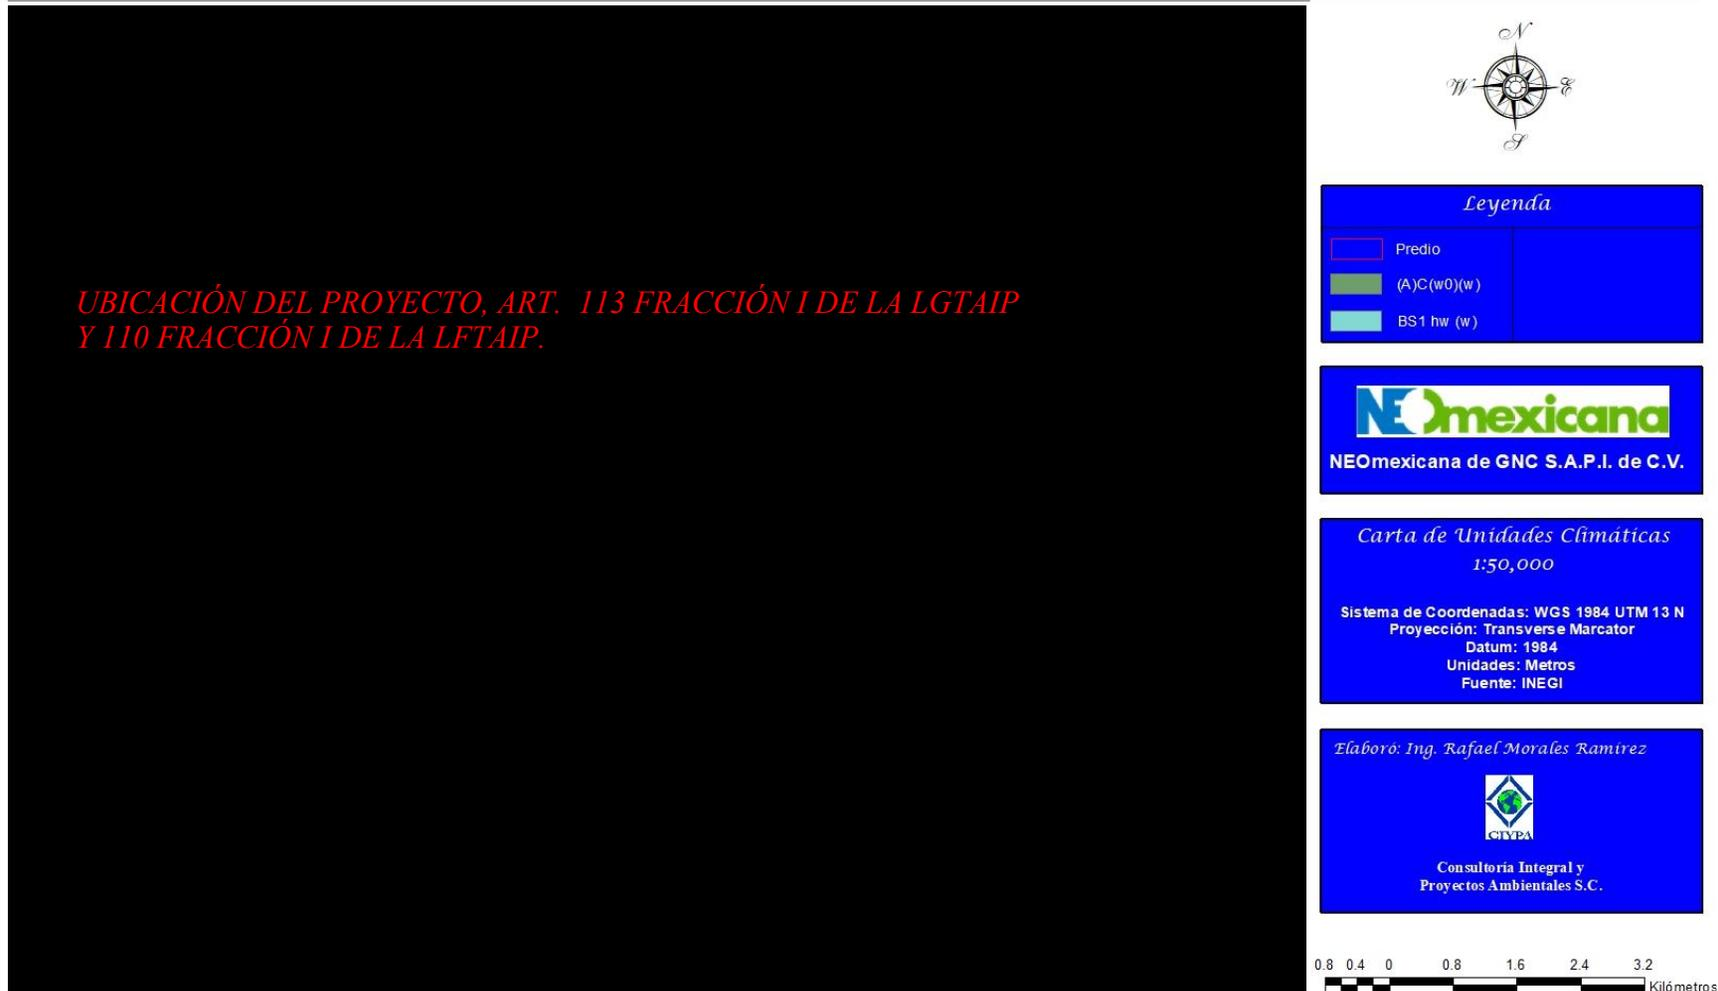 UBICACIÓN DEL PROYECTO, ART. 113 FRACCIÓN I DE LA LGTAIP
Y 110 FRACCIÓN I DE LA LFTAIP.
N
W
E
S
Leyenda
Predio
(A)C(w0)(w)
BS1 hw (w)
NEOmexicana
NEOmexicana de GNC S.A.P.I. de C.V.
Carta de Unidades Climáticas
1:50,000
Sistema de Coordenadas: WGS 1984 UTM 13 N
Proyección: Transverse Marcator
Datum: 1984
Unidades: Metros
Fuente: INEGI
Elaboró: Ing. Rafael Morales Ramírez
CIYPA
Consultoría Integral y
Proyectos Ambientales S.C.
0.8 0.4 0 0.8 1.6 2.4 3.2
Kilómetros